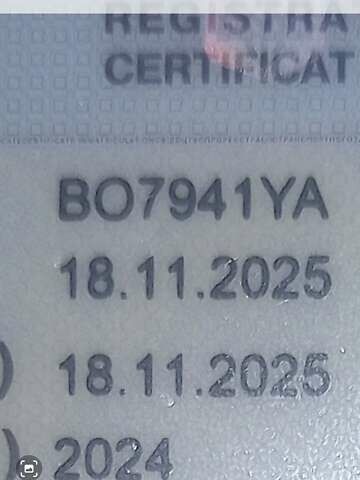 REGISTRA
CERTIFICAT
BO7941YA
18.11.2025
) 18.11.2025
) 2024